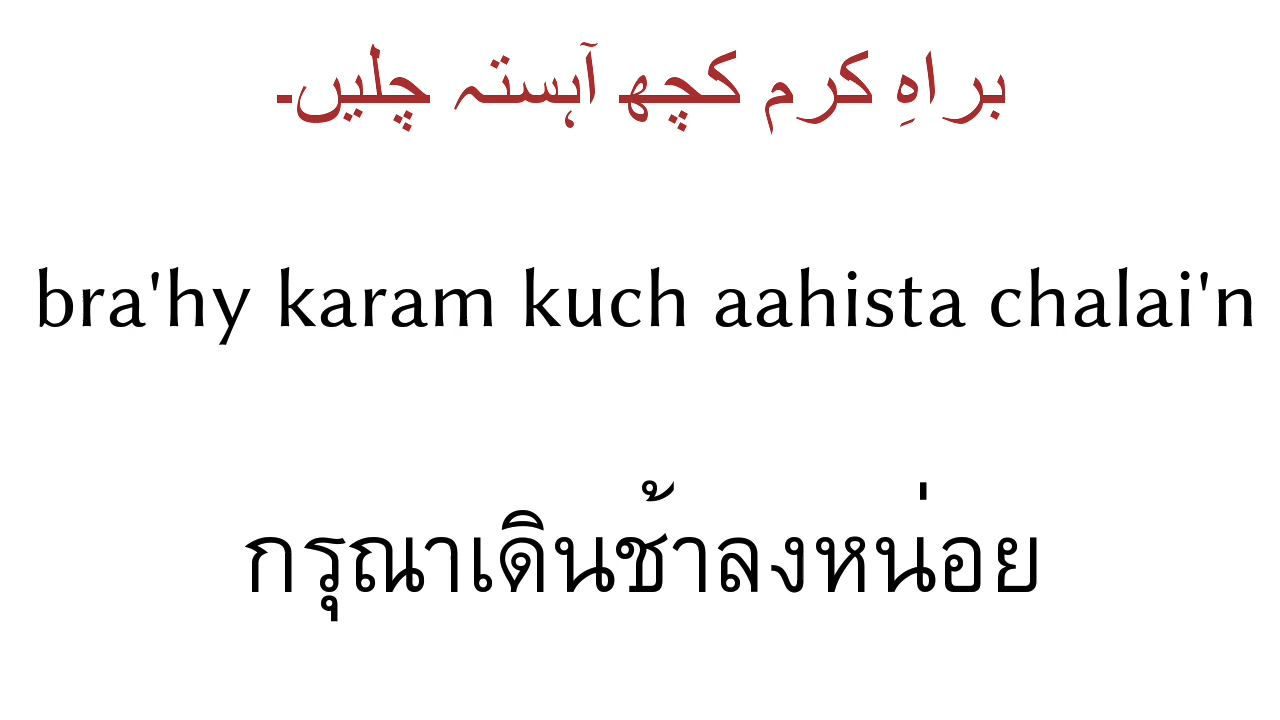 براہِ کرم کچھ آہستہ چلیں۔
bra'hy karam kuch aahista chalai'n
กรุณาเดินช้าลงหน่อย